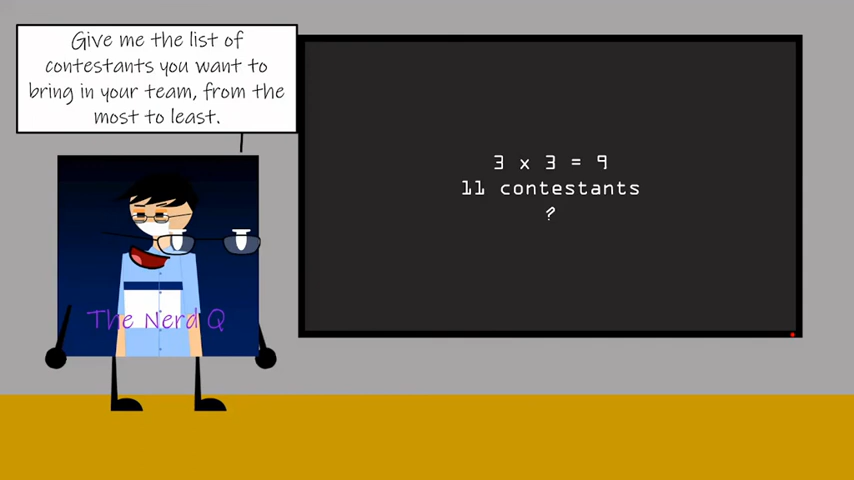 Give me the list of
contestants you want to
bring in your team, from the
most to least.
3 x 3 = 9
11 contestants
?
The Nerd Q